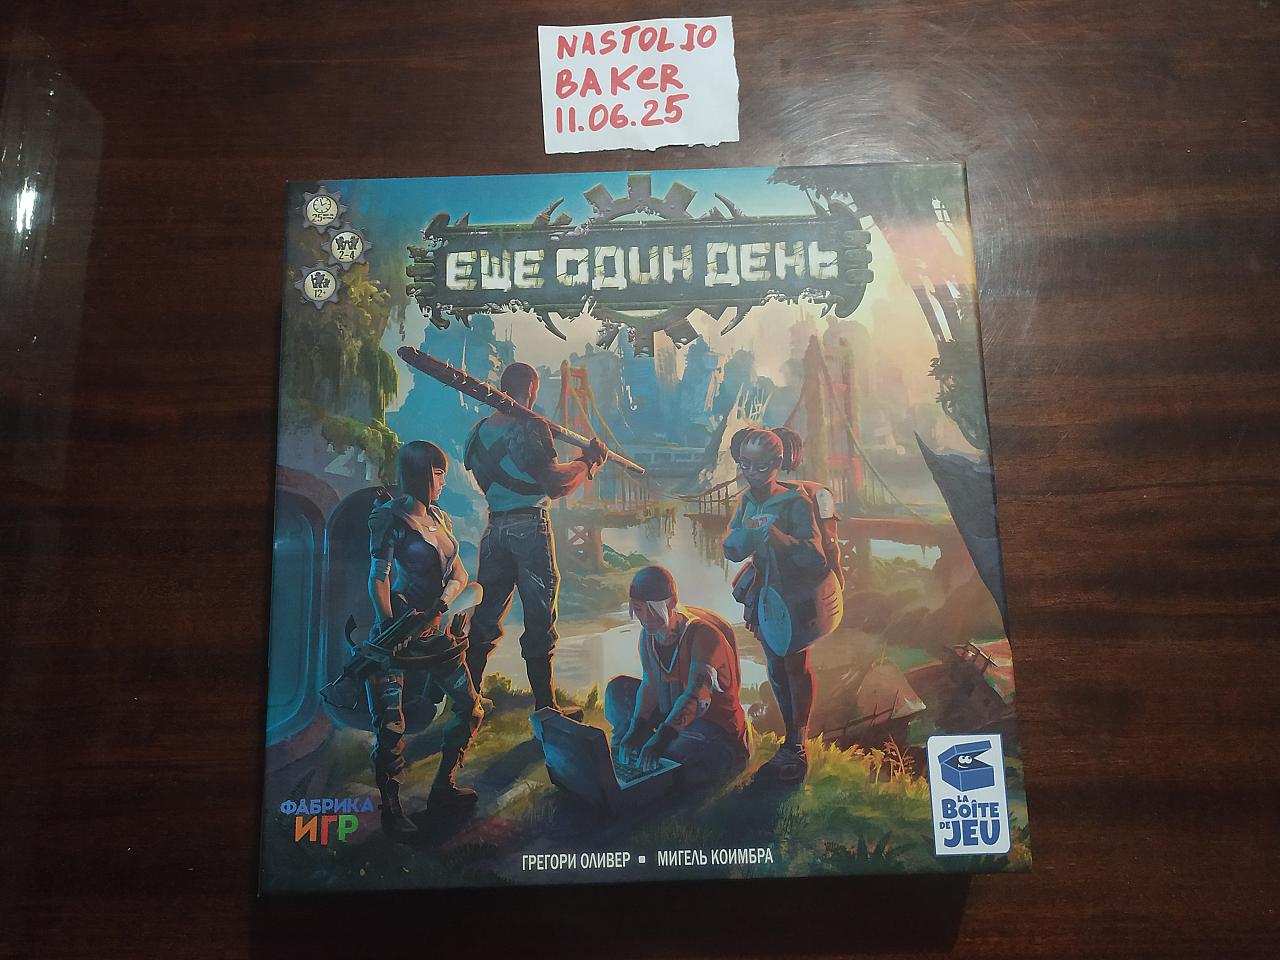 NASTOLIO
BAKER
11.06.25
25
2-4
12+
ЕЩЕ ОДИН ДЕНЬ
ФАБРИКА
ИГР
ГРЕГОРИ ОЛИВЕР ▪ МИГЕЛЬ КОИМБРА
LA
BOÎTE
DE JEU